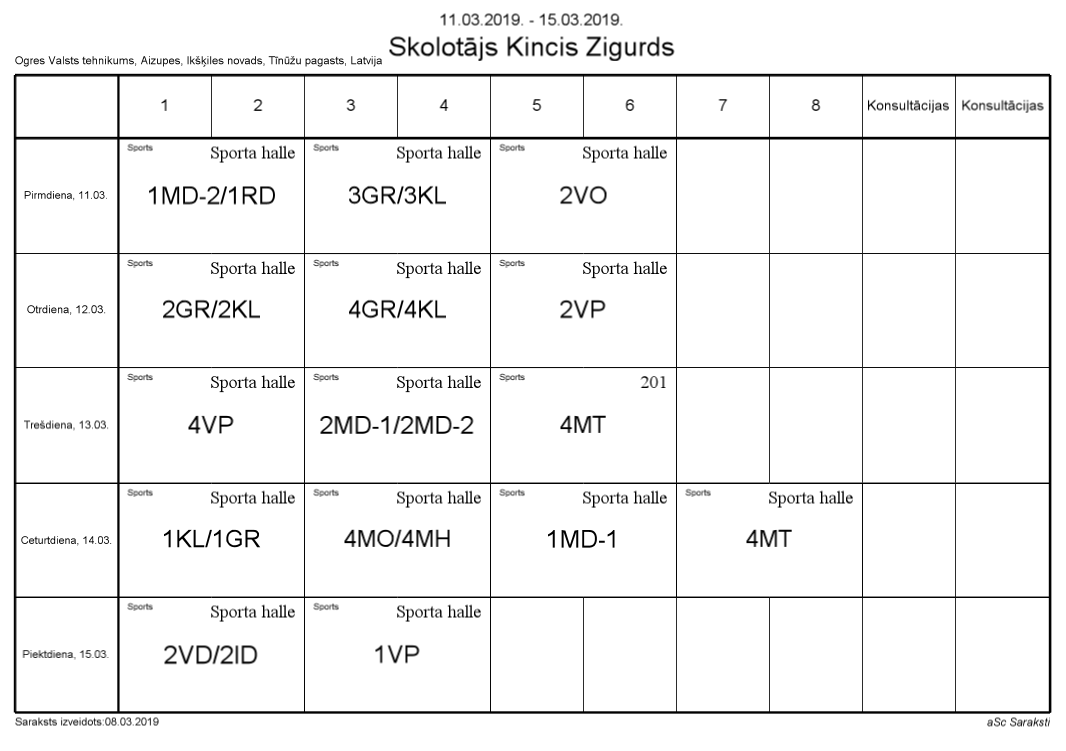 11.03.2019. - 15.03.2019.
Skolotājs Kincis Zigurds
Ogres Valsts tehnikums, Aizupes, Ikšķiles novads, Tīnūžu pagasts, Latvija
1 2 3 4 5 6 7 8 Konsultācijas Konsultācijas
Sports Sporta halle Sports Sporta halle Sports Sporta halle
Pirmdiena, 11.03. 1MD-2/1RD 3GR/3KL 2VO
Sports Sporta halle Sports Sporta halle Sports Sporta halle
Otrdiena, 12.03. 2GR/2KL 4GR/4KL 2VP
Sports Sporta halle Sports Sporta halle Sports 201
Trešdiena, 13.03. 4VP 2MD-1/2MD-2 4MT
Sports Sporta halle Sports Sporta halle Sports Sporta halle Sports Sporta halle
Ceturtdiena, 14.03. 1KL/1GR 4MO/4MH 1MD-1 4MT
Sports Sporta halle Sports Sporta halle
Piektdiena, 15.03. 2VD/2ID 1VP
Saraksts izveidots:08.03.2019 aSc Saraksti